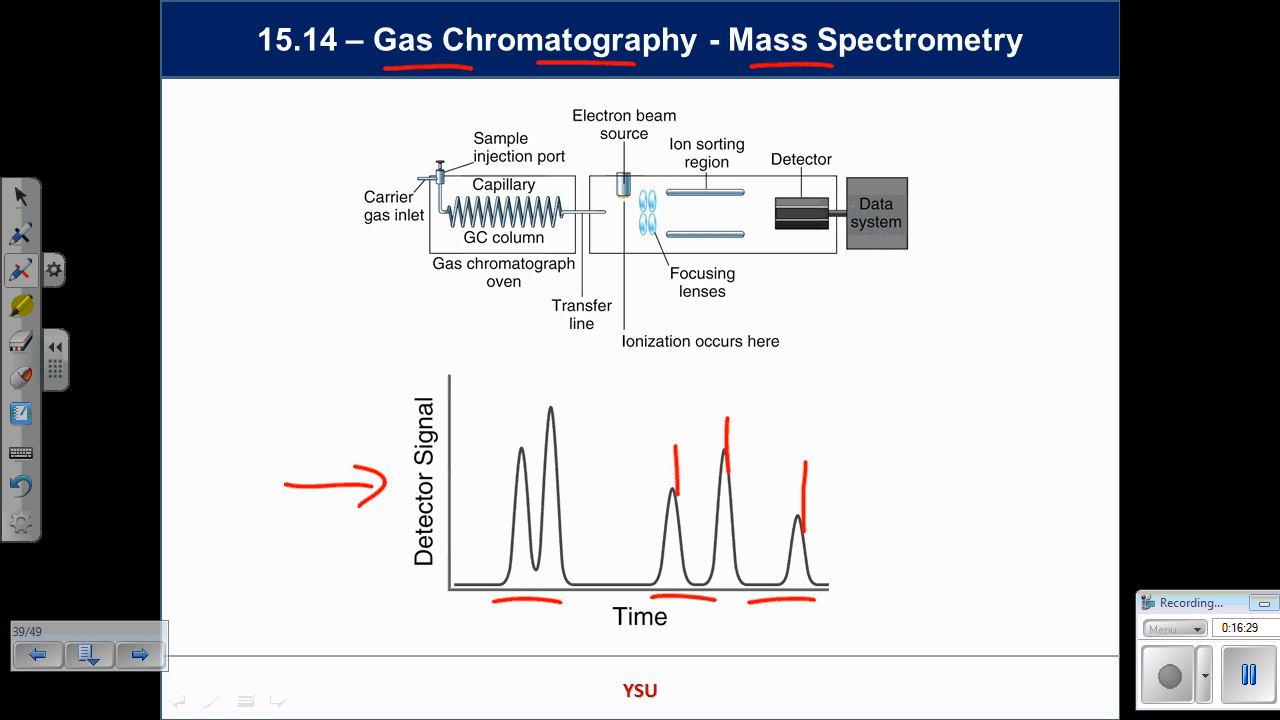 15.14 – Gas Chromatography - Mass Spectrometry
Electron beam
source
Sample
injection port
Ion sorting
region
Detector
Carrier
gas inlet
Capillary
GC column
Data
system
Gas chromatograph
oven
Focusing
lenses
Transfer
line
Ionization occurs here
Detector Signal
Time
39/49
YSU
Recording...
Menu
0:16:29